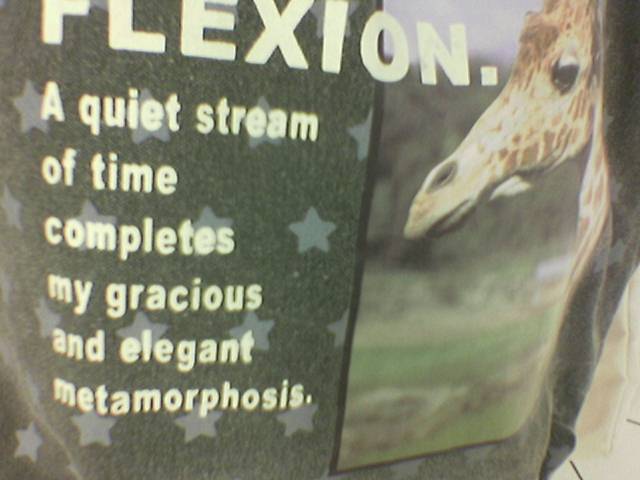 FLEXION.
A quiet stream
of time
completes
my gracious
and elegant
metamorphosis.